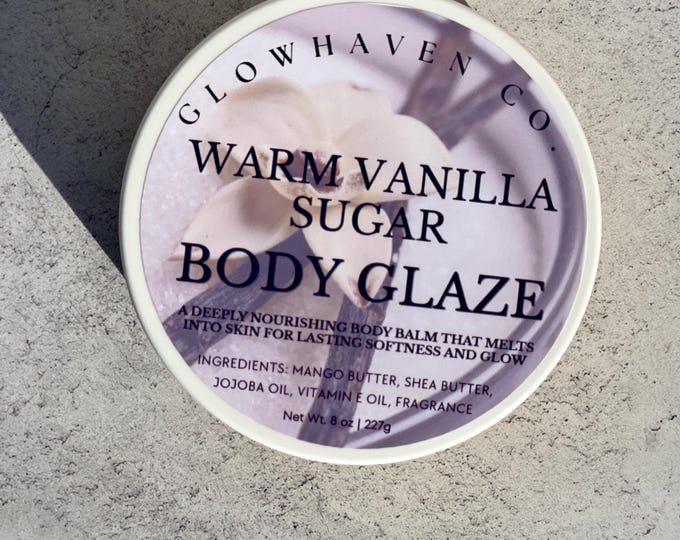 GLOWHAVEN CO.
WARM VANILLA
SUGAR
BODY GLAZE
A DEEPLY NOURISHING BODY BALM THAT MELTS
INTO SKIN FOR LASTING SOFTNESS AND GLOW
INGREDIENTS: MANGO BUTTER, SHEA BUTTER,
JOJOBA OIL, VITAMIN E OIL, FRAGRANCE
Net Wt. 8 oz | 227g